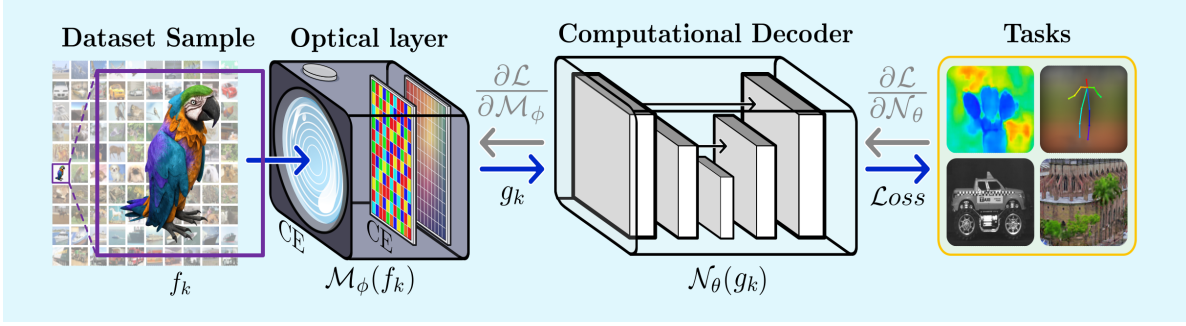 Dataset Sample
Optical layer
Computational Decoder
Tasks
∂ℒ
∂ℳ_ϕ
∂ℒ
∂𝒩_θ
CE
CE
g_k
ℒoss
f_k
ℳ_ϕ(f_k)
𝒩_θ(g_k)